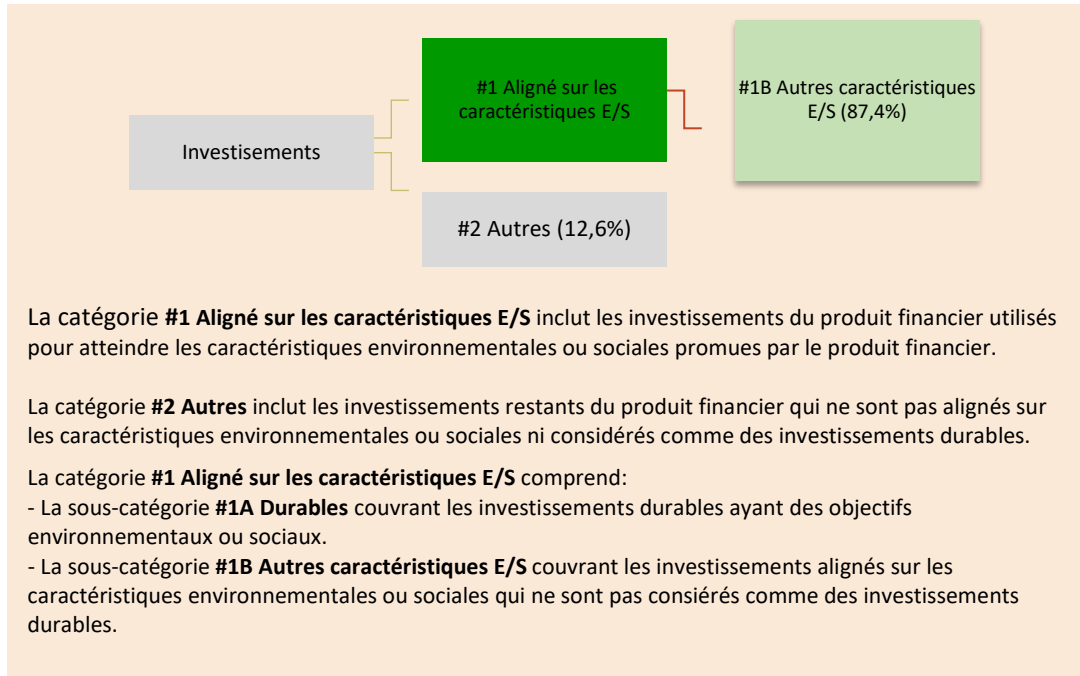 #1 Aligné sur les
caractéristiques E/S
#1B Autres caractéristiques
E/S (87,4%)
Investisements
#2 Autres (12,6%)
La catégorie #1 Aligné sur les caractéristiques E/S inclut les investissements du produit financier utilisés
pour atteindre les caractéristiques environnementales ou sociales promues par le produit financier.
La catégorie #2 Autres inclut les investissements restants du produit financier qui ne sont pas alignés sur
les caractéristiques environnementales ou sociales ni considérés comme des investissements durables.
La catégorie #1 Aligné sur les caractéristiques E/S comprend:
- La sous-catégorie #1A Durables couvrant les investissements durables ayant des objectifs
environnementaux ou sociaux.
- La sous-catégorie #1B Autres caractéristiques E/S couvrant les investissements alignés sur les
caractéristiques environnementales ou sociales qui ne sont pas consiérés comme des investissements
durables.